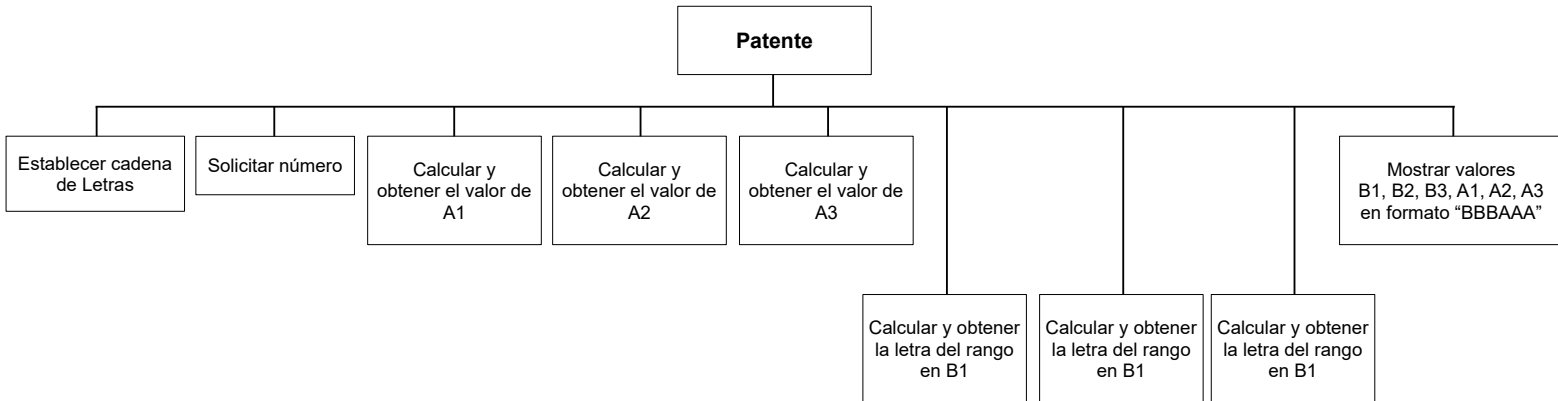 Patente
Establecer cadena
de Letras
Solicitar número
Calcular y
obtener el valor de
A1
Calcular y
obtener el valor de
A2
Calcular y
obtener el valor de
A3
Mostrar valores
B1, B2, B3, A1, A2, A3
en formato “BBBAAA”
Calcular y obtener
la letra del rango
en B1
Calcular y obtener
la letra del rango
en B1
Calcular y obtener
la letra del rango
en B1